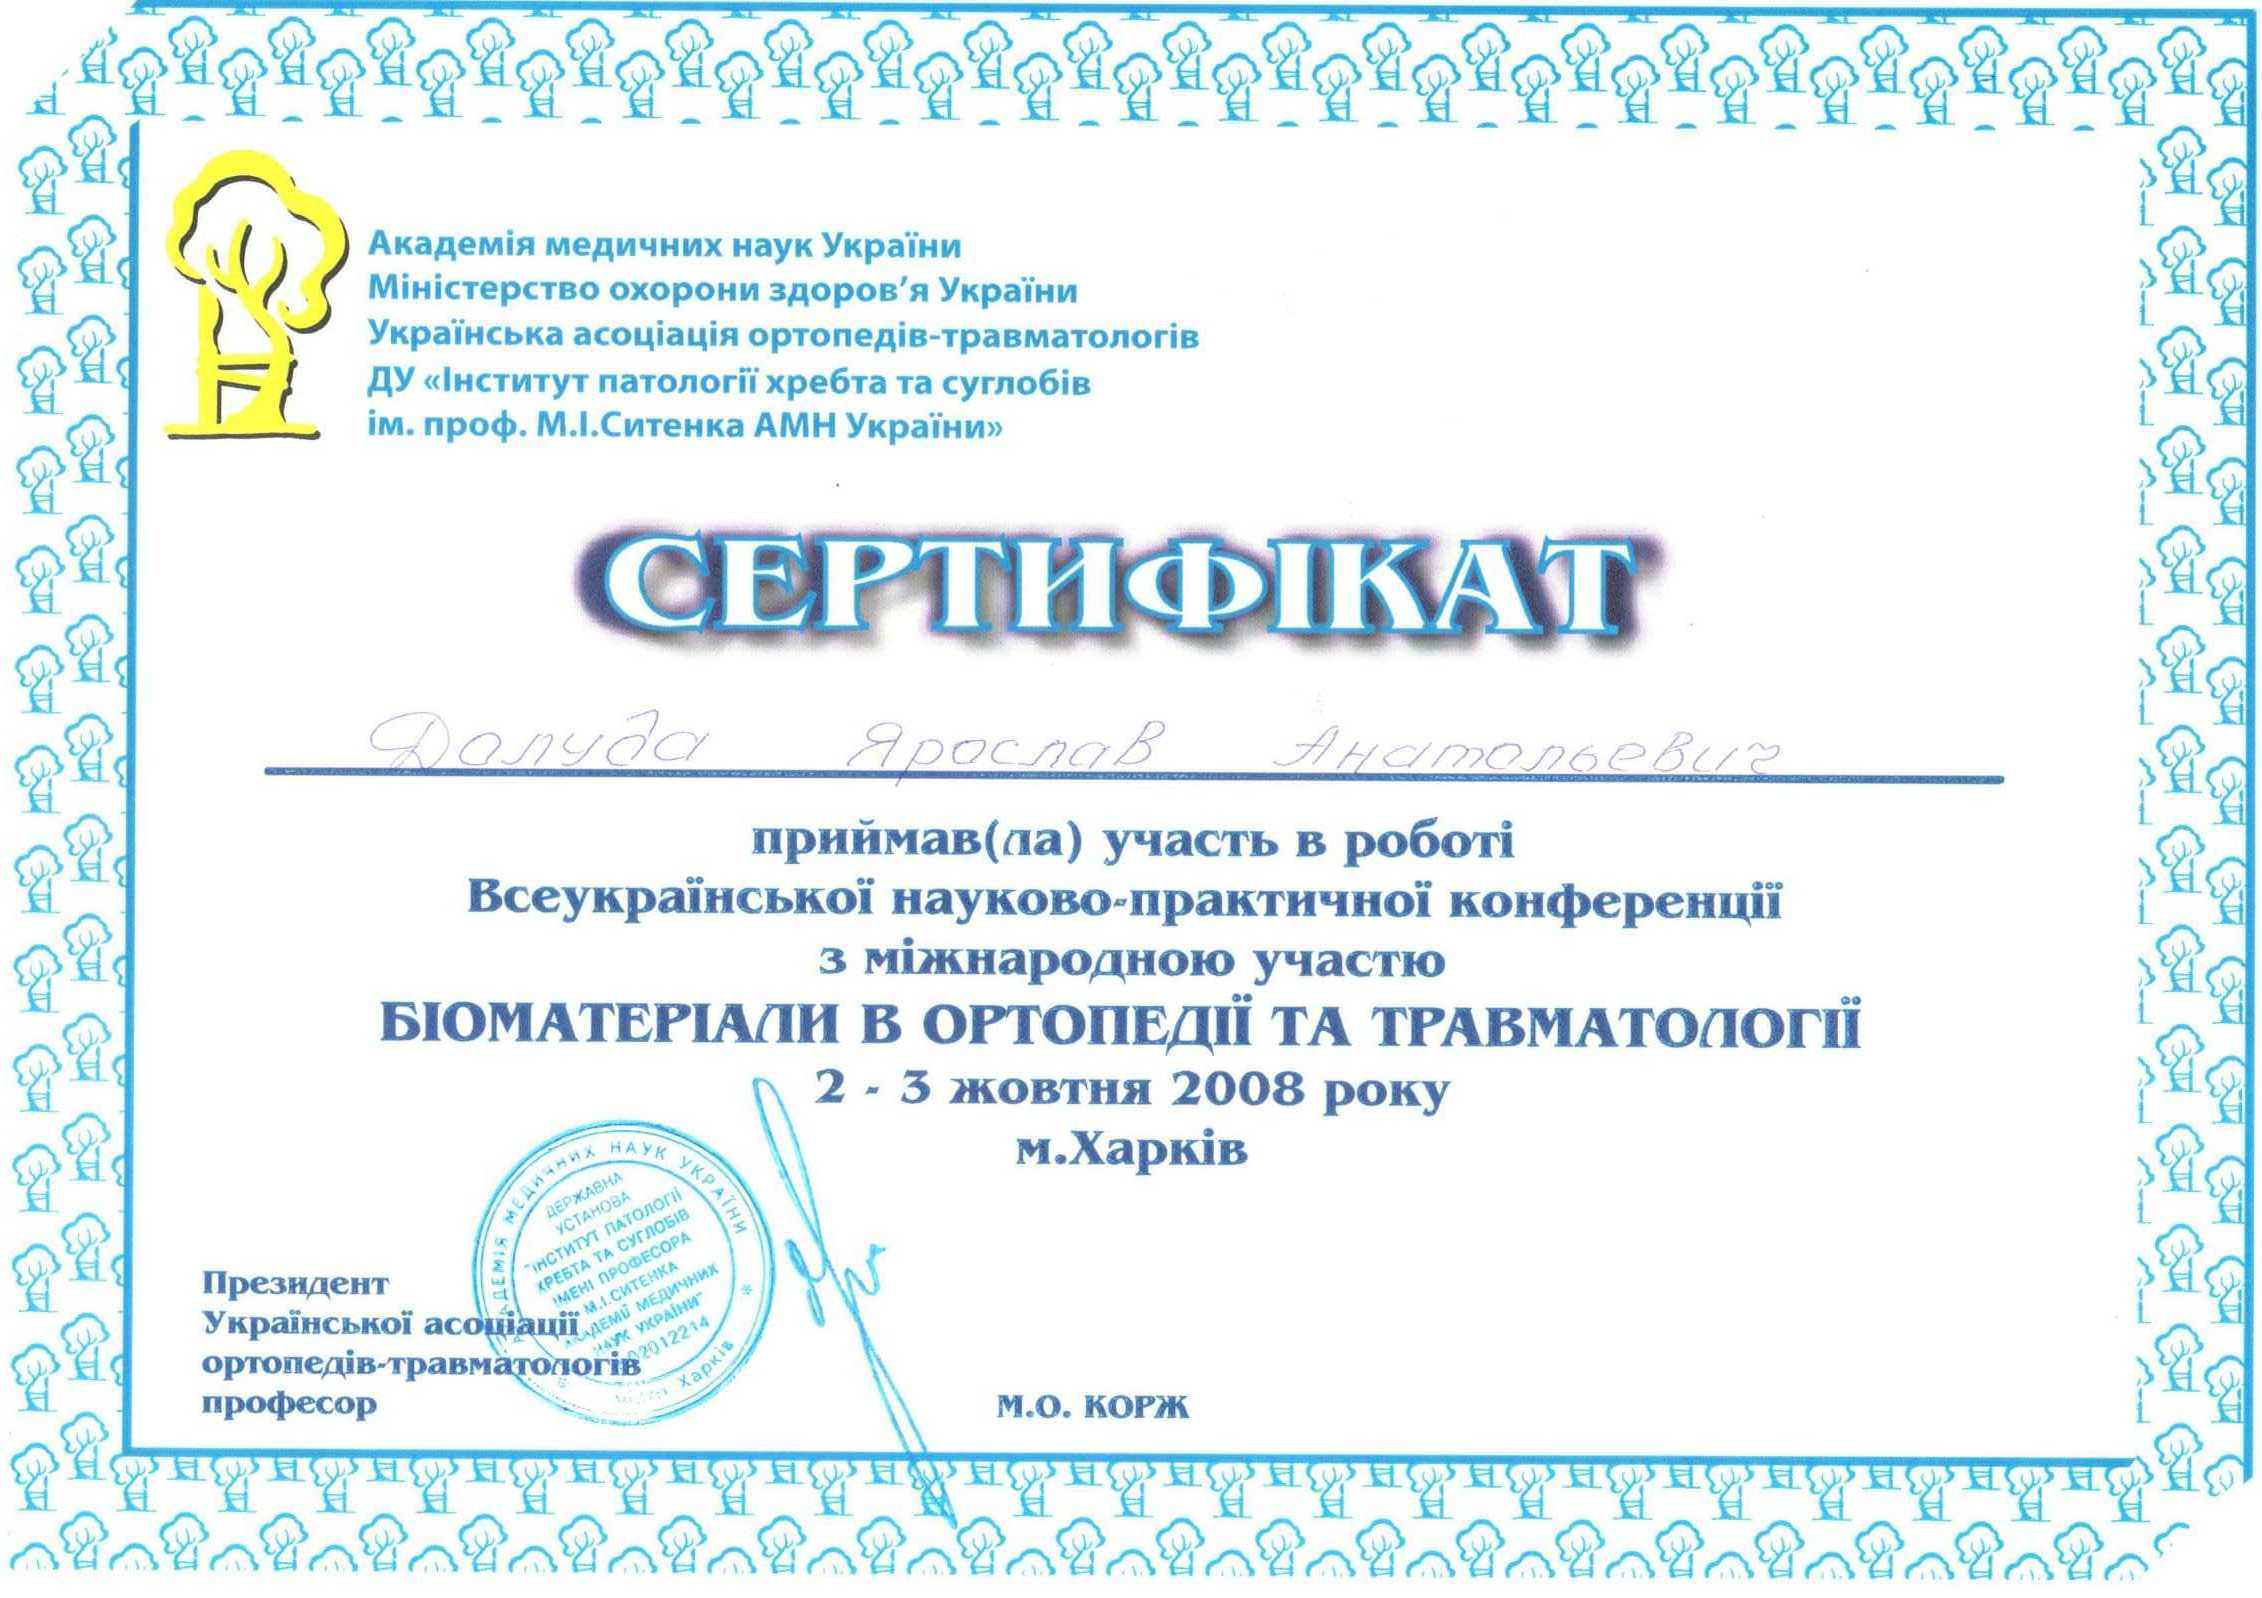 Академія медичних наук України
Міністерство охорони здоров'я України
Українська асоціація ортопедів-травматологів
ДУ «Інститут патології хребта та суглобів
ім. проф. М.І.Ситенка АМН України»
СЕРТИФІКАТ
Долуда Ярослав Анатольевич
приймав(ла) участь в роботі
Всеукраїнської науково-практичної конференції
з міжнародною участю
БІОМАТЕРІАЛИ В ОРТОПЕДІЇ ТА ТРАВМАТОЛОГІЇ
2 - 3 жовтня 2008 року
м.Харків
АКАДЕМІЯ МЕДИЧНИХ НАУК УКРАЇНИ
ДЕРЖАВНА
УСТАНОВА
"ІНСТИТУТ ПАТОЛОГІЇ
ХРЕБТА ТА СУГЛОБІВ
ІМЕНІ ПРОФЕСОРА
М.І.СИТЕНКА
АКАДЕМІЇ МЕДИЧНИХ
НАУК УКРАЇНИ"
02012214
Харків
Президент
Української асоціації
ортопедів-травматологів
професор
М.О. КОРЖ